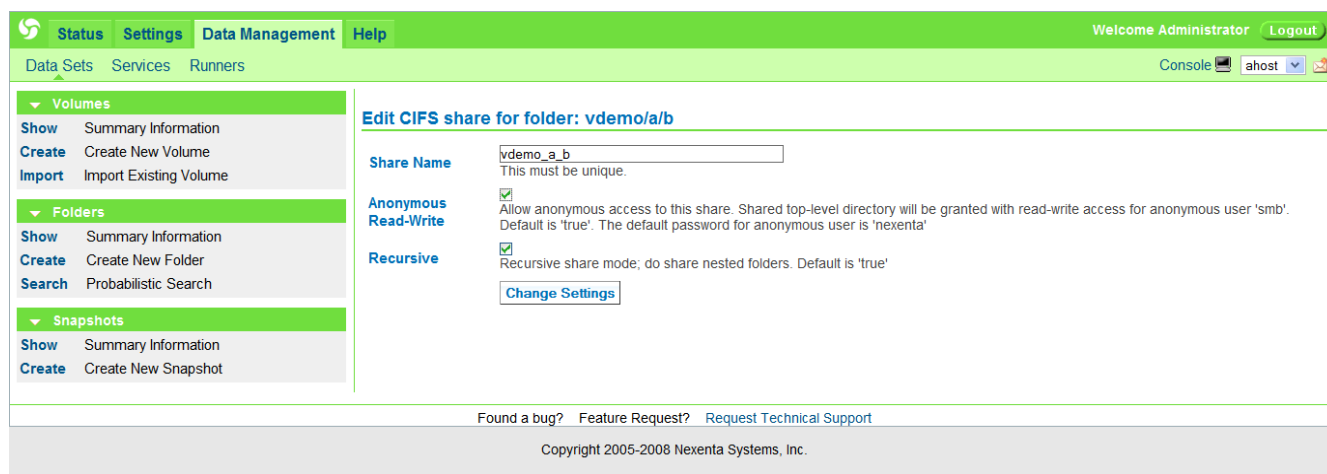 Status Settings Data Management Help Welcome Administrator Logout
Data Sets Services Runners Console ahost
Volumes
Show Summary Information
Create Create New Volume
Import Import Existing Volume
Folders
Show Summary Information
Create Create New Folder
Search Probabilistic Search
Snapshots
Show Summary Information
Create Create New Snapshot
Edit CIFS share for folder: vdemo/a/b
Share Name vdemo_a_b
This must be unique.
Anonymous
Read-Write
Allow anonymous access to this share. Shared top-level directory will be granted with read-write access for anonymous user 'smb'.
Default is 'true'. The default password for anonymous user is 'nexenta'
Recursive
Recursive share mode; do share nested folders. Default is 'true'
Change Settings
Found a bug? Feature Request? Request Technical Support
Copyright 2005-2008 Nexenta Systems, Inc.